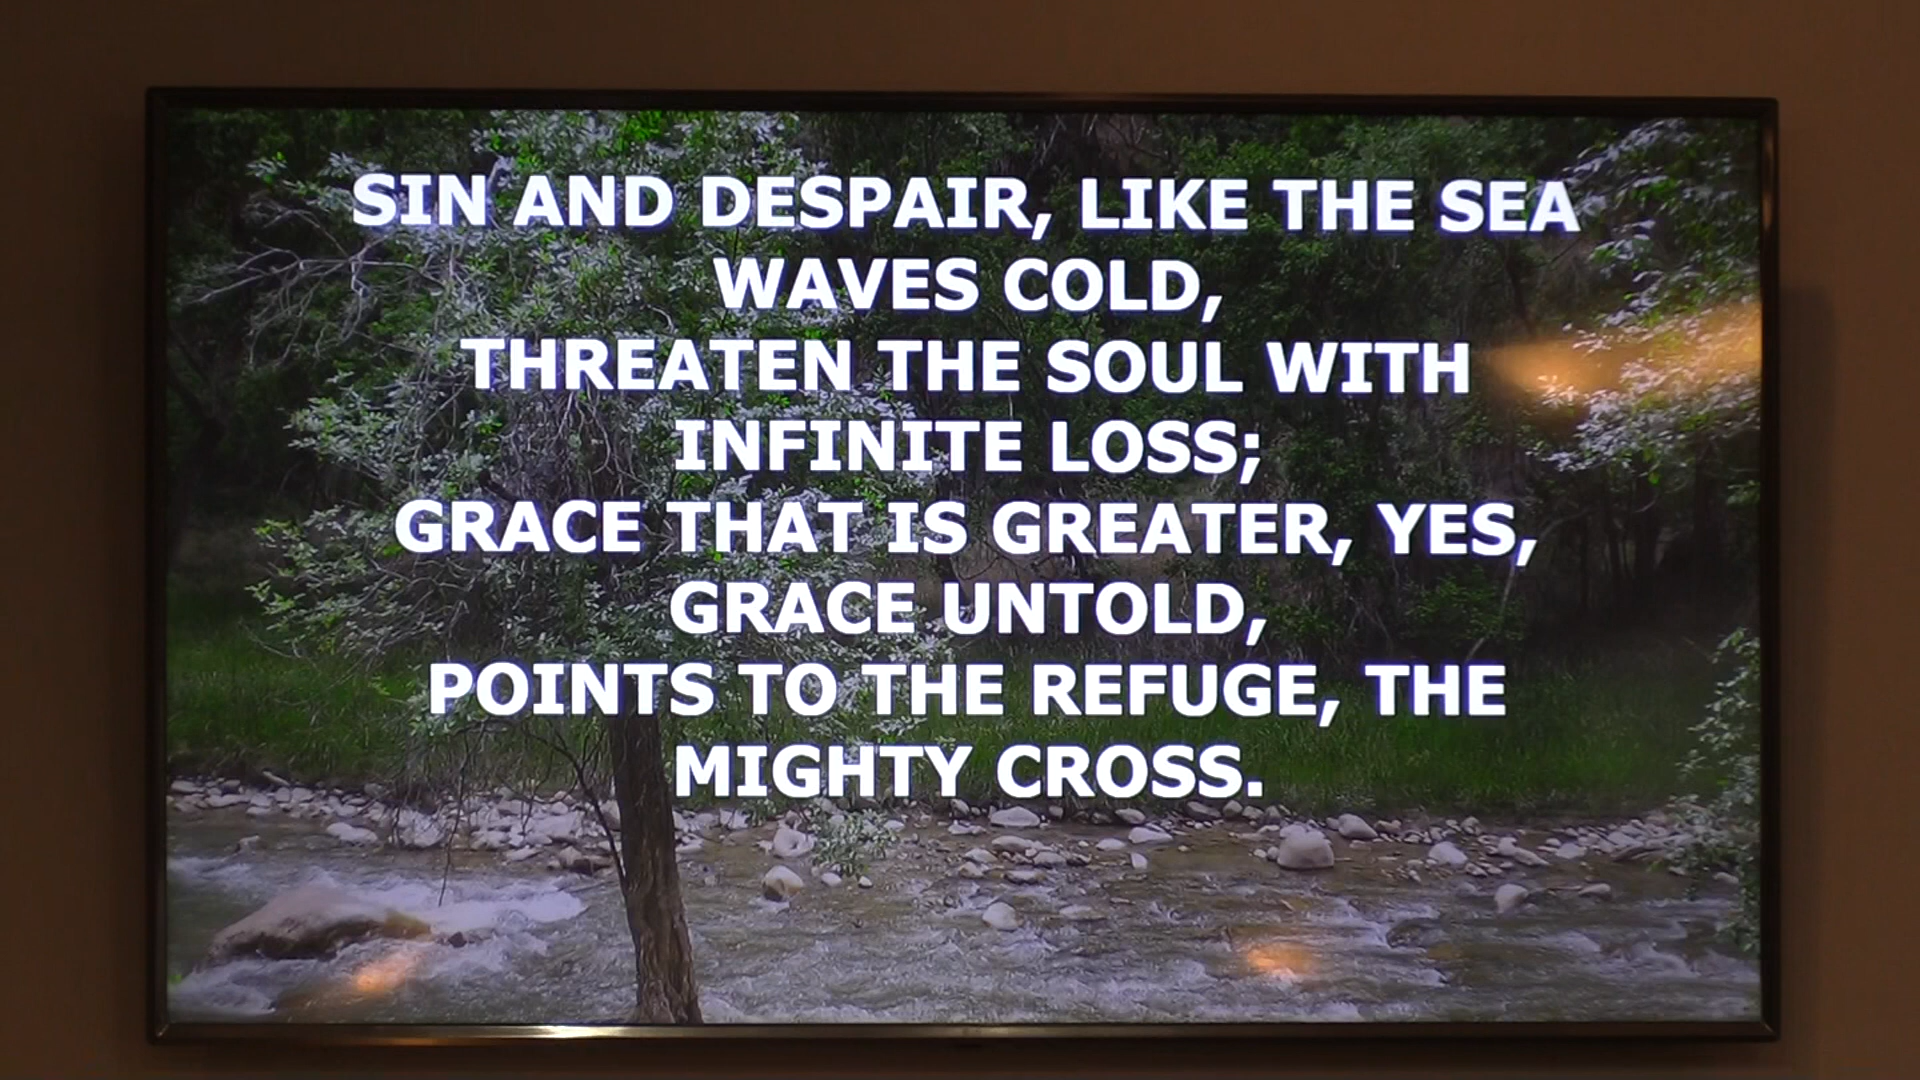 SIN AND DESPAIR, LIKE THE SEA
WAVES COLD,
THREATEN THE SOUL WITH
INFINITE LOSS;
GRACE THAT IS GREATER, YES,
GRACE UNTOLD,
POINTS TO THE REFUGE, THE
MIGHTY CROSS.